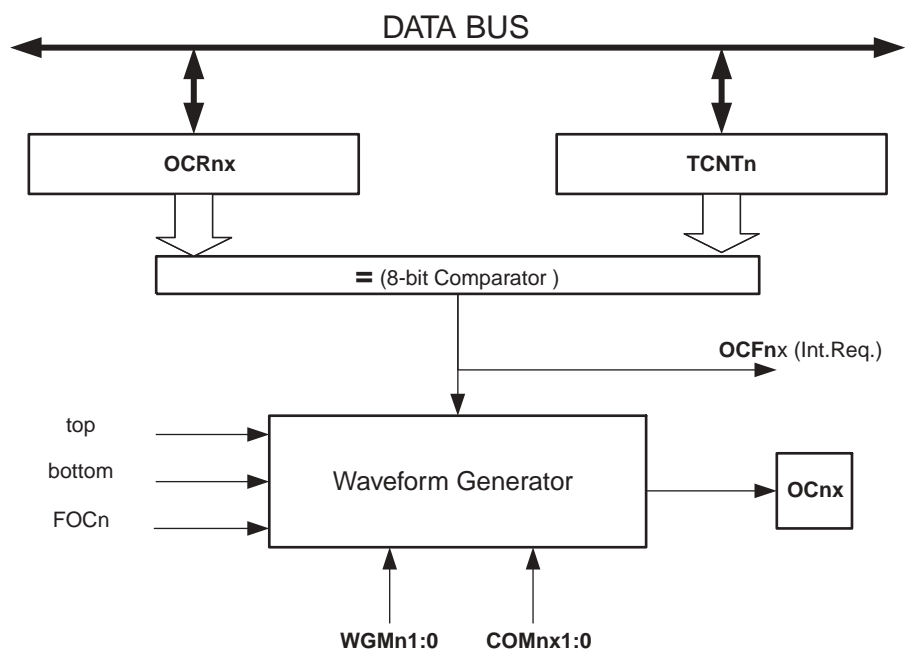 DATA BUS
OCRnx
TCNTn
= (8-bit Comparator )
OCFnx (Int.Req.)
top
bottom
FOCn
Waveform Generator
OCnx
WGMn1:0
COMnx1:0